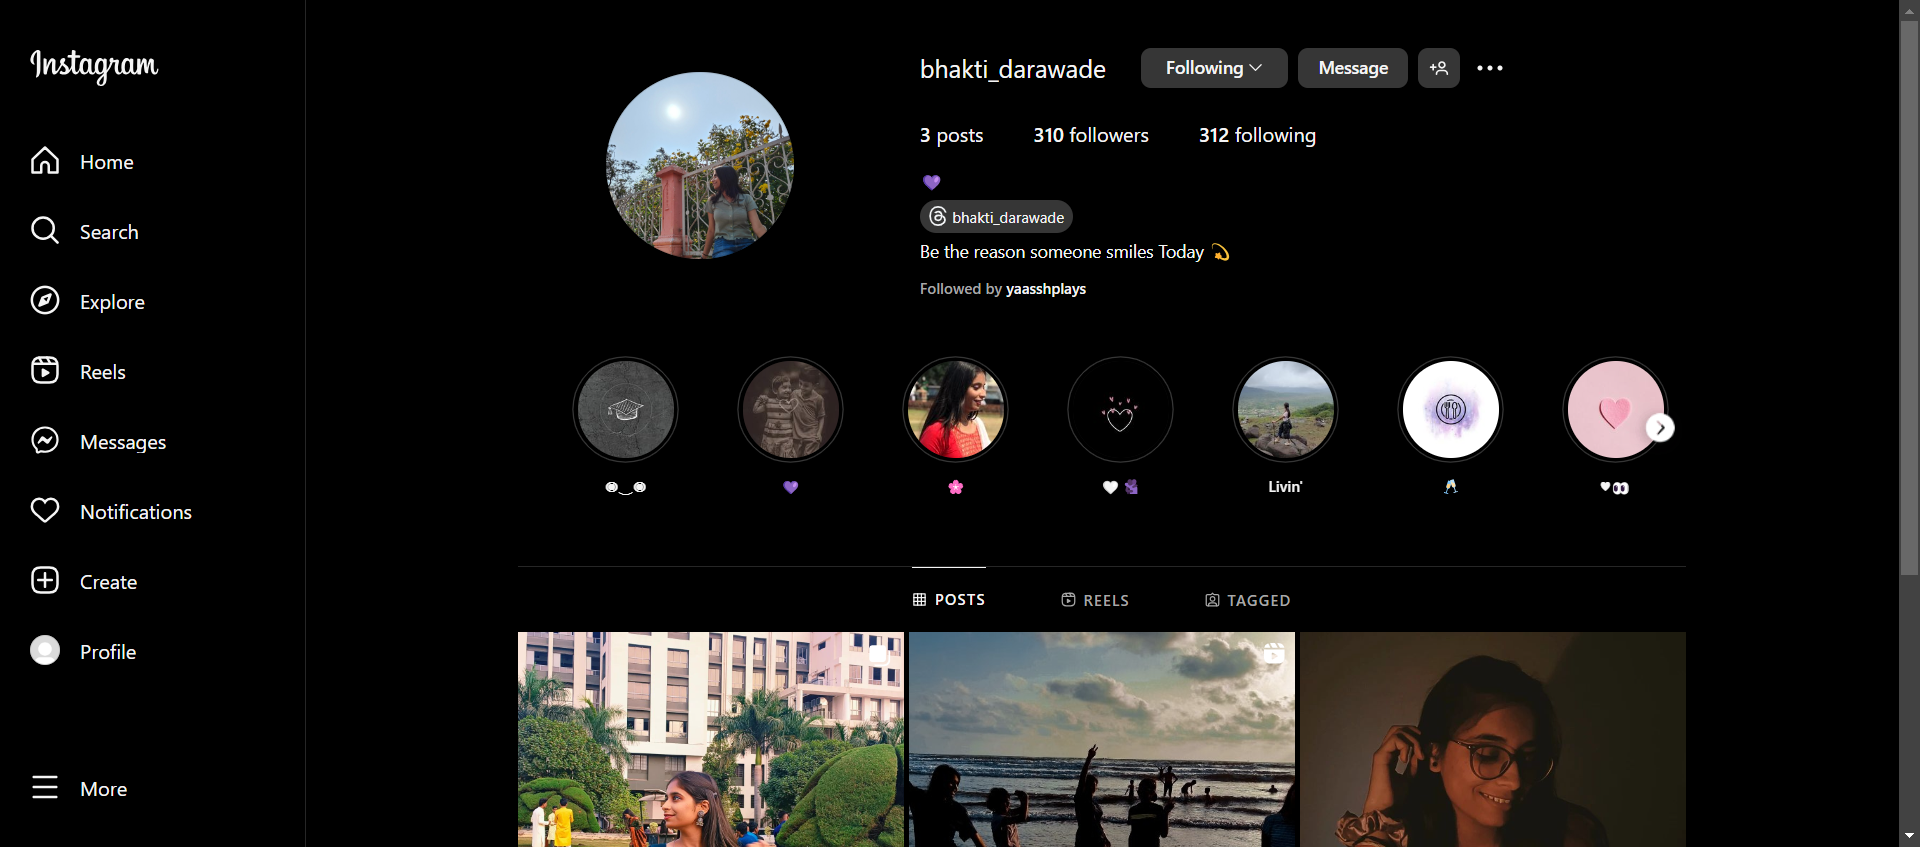 Instagram
Home
Search
Explore
Reels
Messages
Notifications
Create
Profile
More
bhakti_darawade Following Message
3 posts 310 followers 312 following
💜
bhakti_darawade
Be the reason someone smiles Today 💫
Followed by yaasshplays
Livin'
POSTS REELS TAGGED